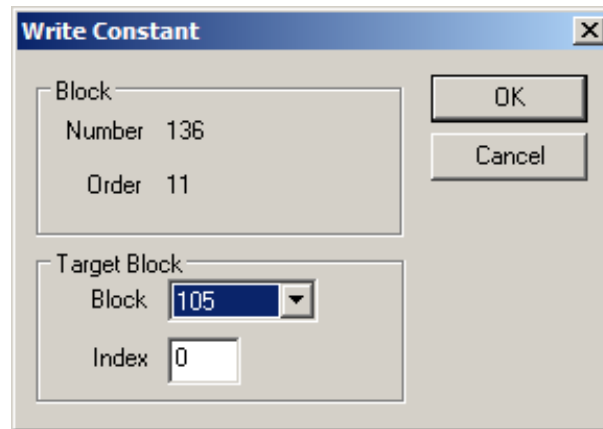 Write Constant
Block
Number 136
Order 11
OK
Cancel
Target Block
Block 105
Index 0